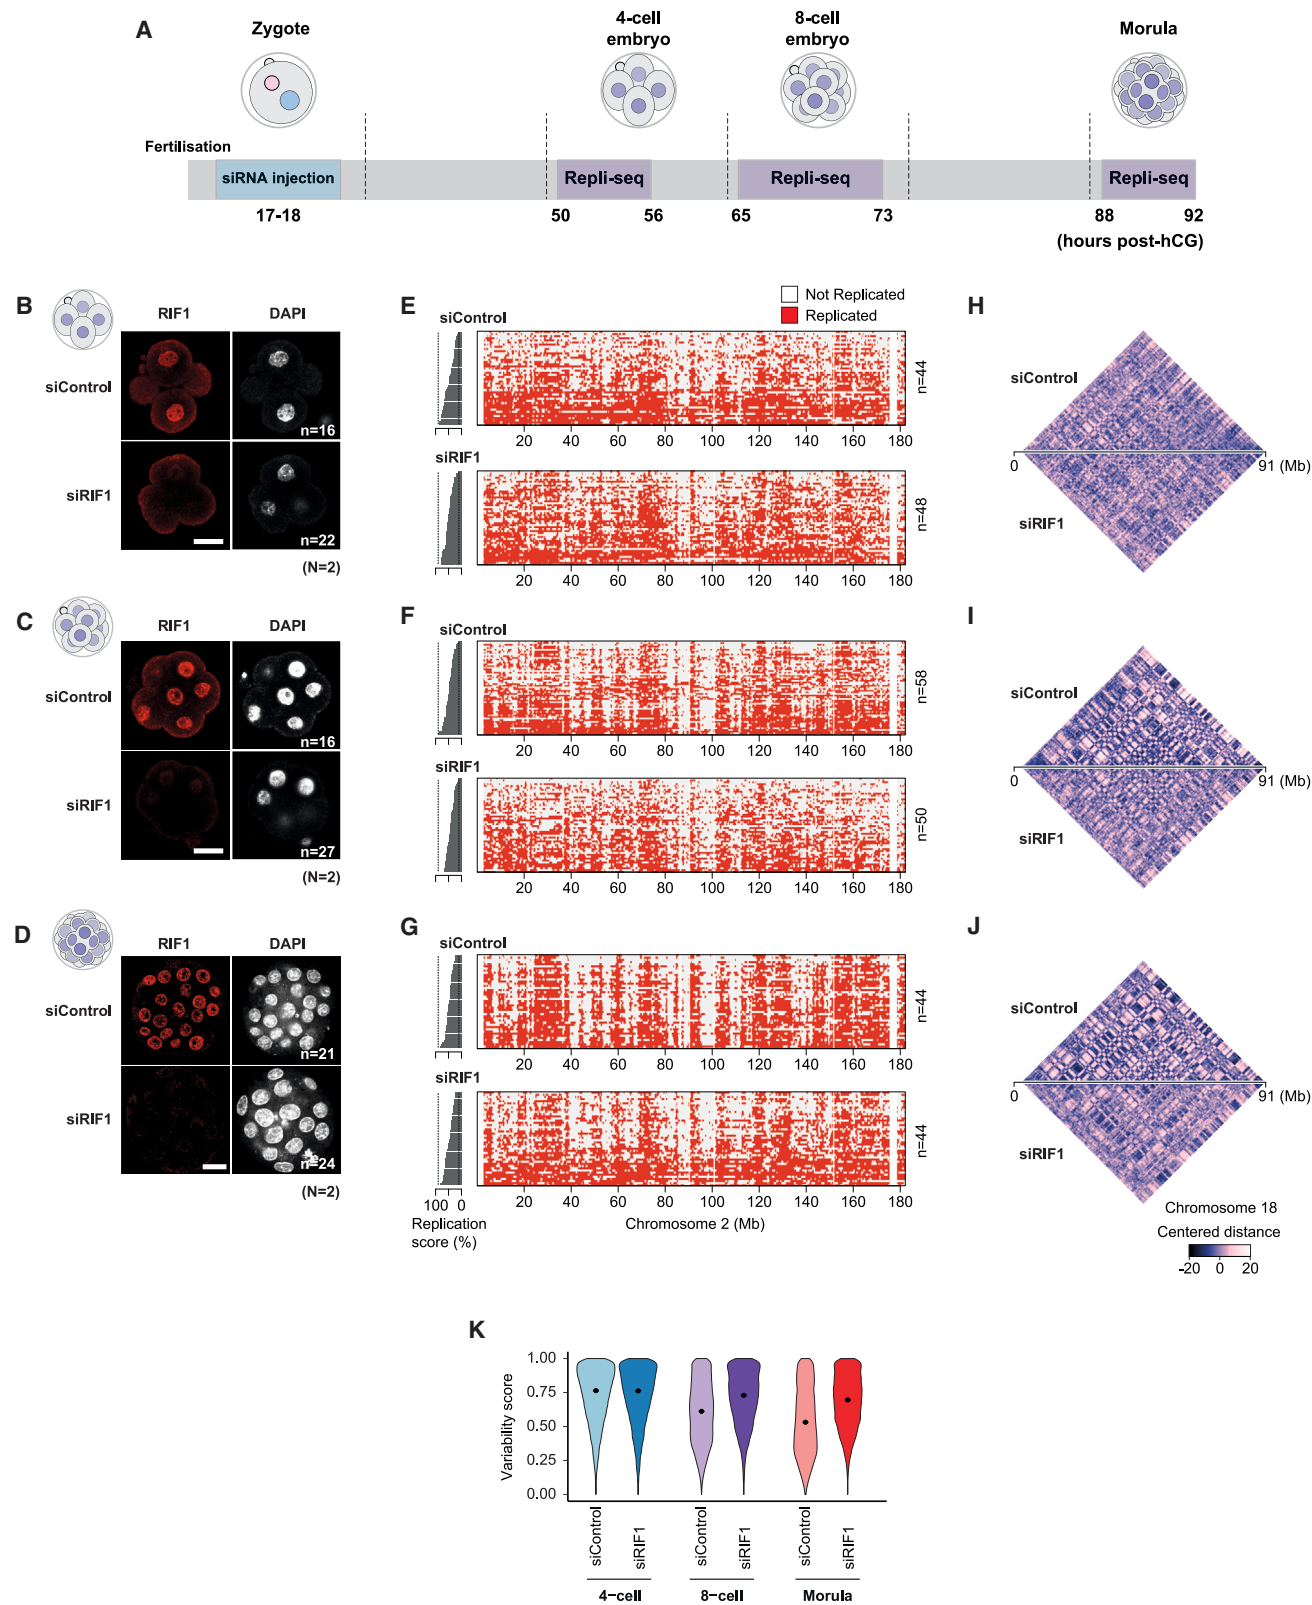 A
Zygote
4-cell
embryo
8-cell
embryo
Morula
Fertilisation
siRNA injection
Repli-seq
Repli-seq
Repli-seq
17-18
50
56
65
73
88
92
(hours post-hCG)
B
RIF1
DAPI
siControl
n=16
siRIF1
n=22
(N=2)
C
RIF1
DAPI
siControl
n=16
siRIF1
n=27
(N=2)
D
RIF1
DAPI
siControl
n=21
siRIF1
n=24
(N=2)
E
Not Replicated
Replicated
siControl
n=44
20 40 60 80 100 120 140 160 180
siRIF1
n=48
20 40 60 80 100 120 140 160 180
F
siControl
n=58
20 40 60 80 100 120 140 160 180
siRIF1
n=50
20 40 60 80 100 120 140 160 180
G
siControl
n=44
20 40 60 80 100 120 140 160 180
siRIF1
n=44
20 40 60 80 100 120 140 160 180
100 0
Replication
score (%)
Chromosome 2 (Mb)
H
siControl
0
91 (Mb)
siRIF1
I
siControl
0
91 (Mb)
siRIF1
J
siControl
0
91 (Mb)
siRIF1
Chromosome 18
Centered distance
-20 0 20
K
Variability score
1.00
0.75
0.50
0.25
0.00
siControl
siRIF1
siControl
siRIF1
siControl
siRIF1
4−cell
8−cell
Morula